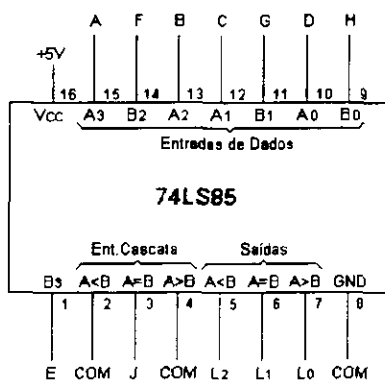 A F B C G D H
+5V
16 15 14 13 12 11 10 9
Vcc A3 B2 A2 A1 B1 A0 B0
Entradas de Dados
74LS85
Ent.Cascata Saídas
B3 A<B A=B A>B A<B A=B A>B GND
1 2 3 4 5 6 7 8
E COM J COM L2 L1 L0 COM